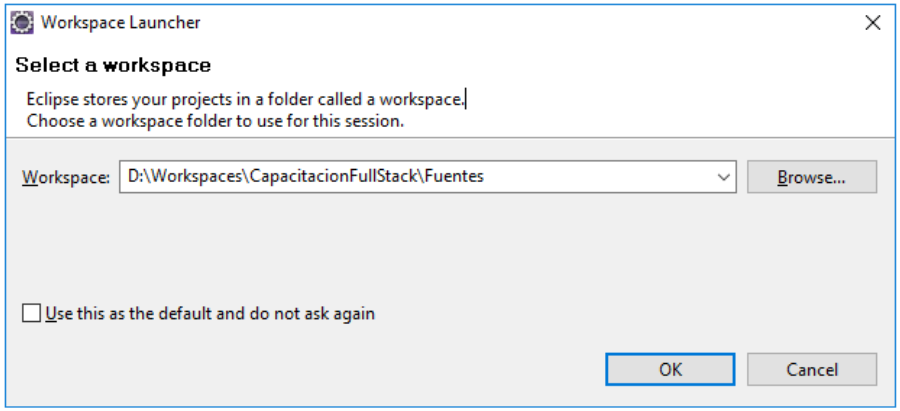 Workspace Launcher
Select a workspace
Eclipse stores your projects in a folder called a workspace.
Choose a workspace folder to use for this session.
Workspace: D:\Workspaces\CapacitacionFullStack\Fuentes Browse...
Use this as the default and do not ask again
OK Cancel